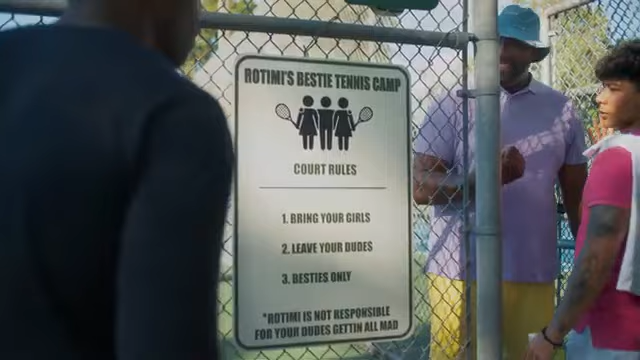 ROTIMI'S BESTIE TENNIS CAMP
COURT RULES
1. BRING YOUR GIRLS
2. LEAVE YOUR DUDES
3. BESTIES ONLY
*ROTIMI IS NOT RESPONSIBLE
FOR YOUR DUDES GETTIN ALL MAD